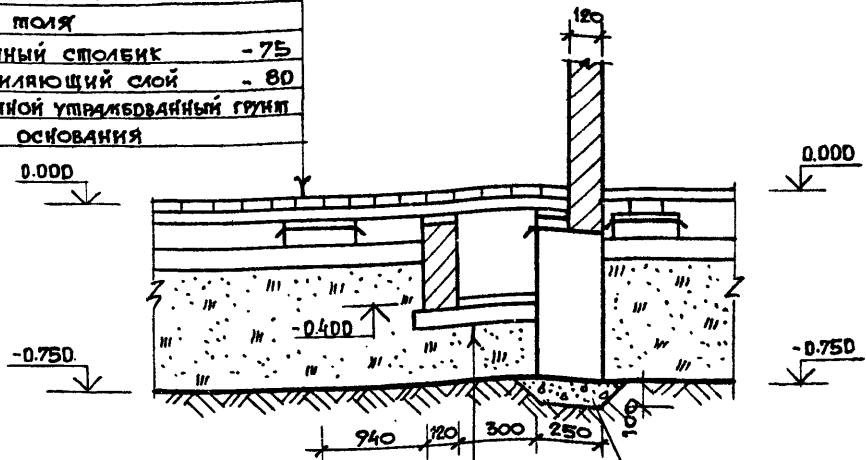 толя
ный столбик - 75
иляющий слой - 80
ной утрамбованный грунт
основания
120
0.000
0.000
-0.400
-0.750
-0.750
940 120 300 250 100